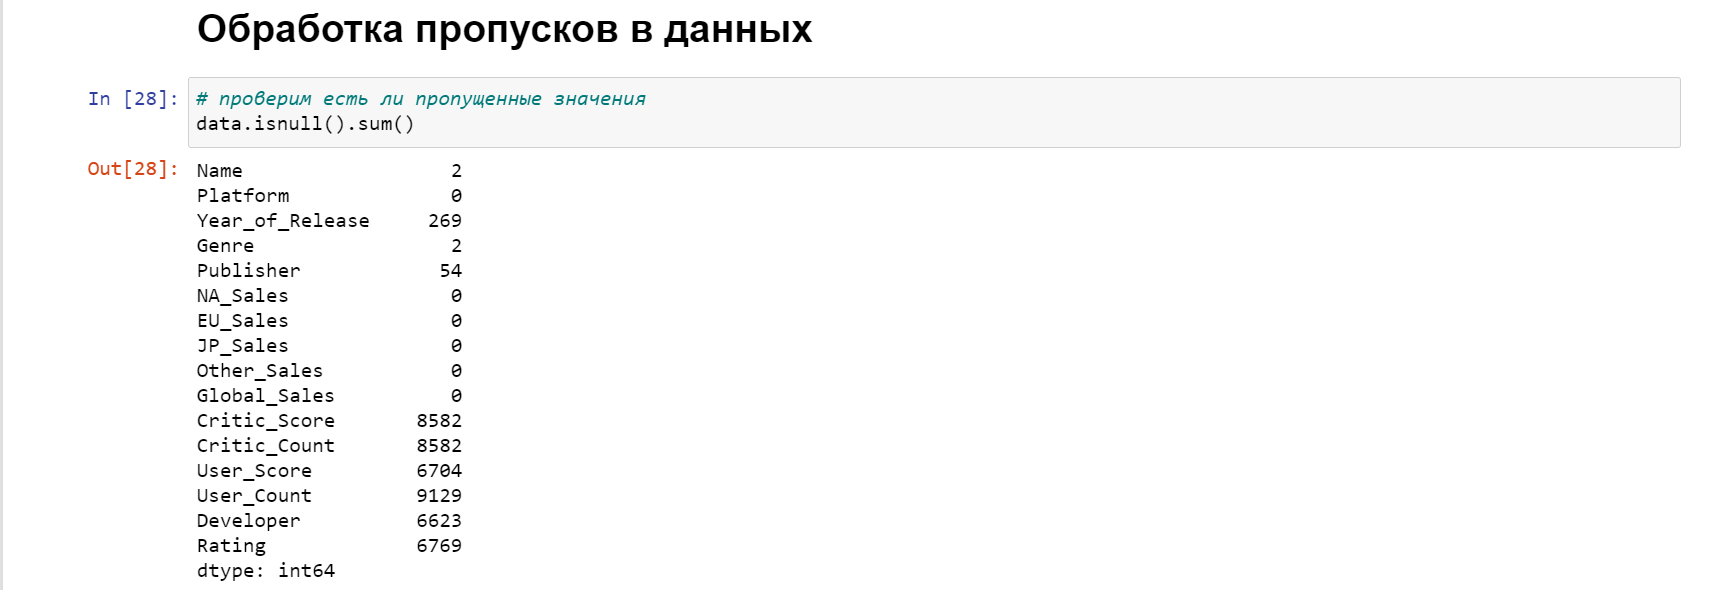 Обработка пропусков в данных
In [28]: # проверим есть ли пропущенные значения
data.isnull().sum()
Out[28]: Name 2
Platform 0
Year_of_Release 269
Genre 2
Publisher 54
NA_Sales 0
EU_Sales 0
JP_Sales 0
Other_Sales 0
Global_Sales 0
Critic_Score 8582
Critic_Count 8582
User_Score 6704
User_Count 9129
Developer 6623
Rating 6769
dtype: int64